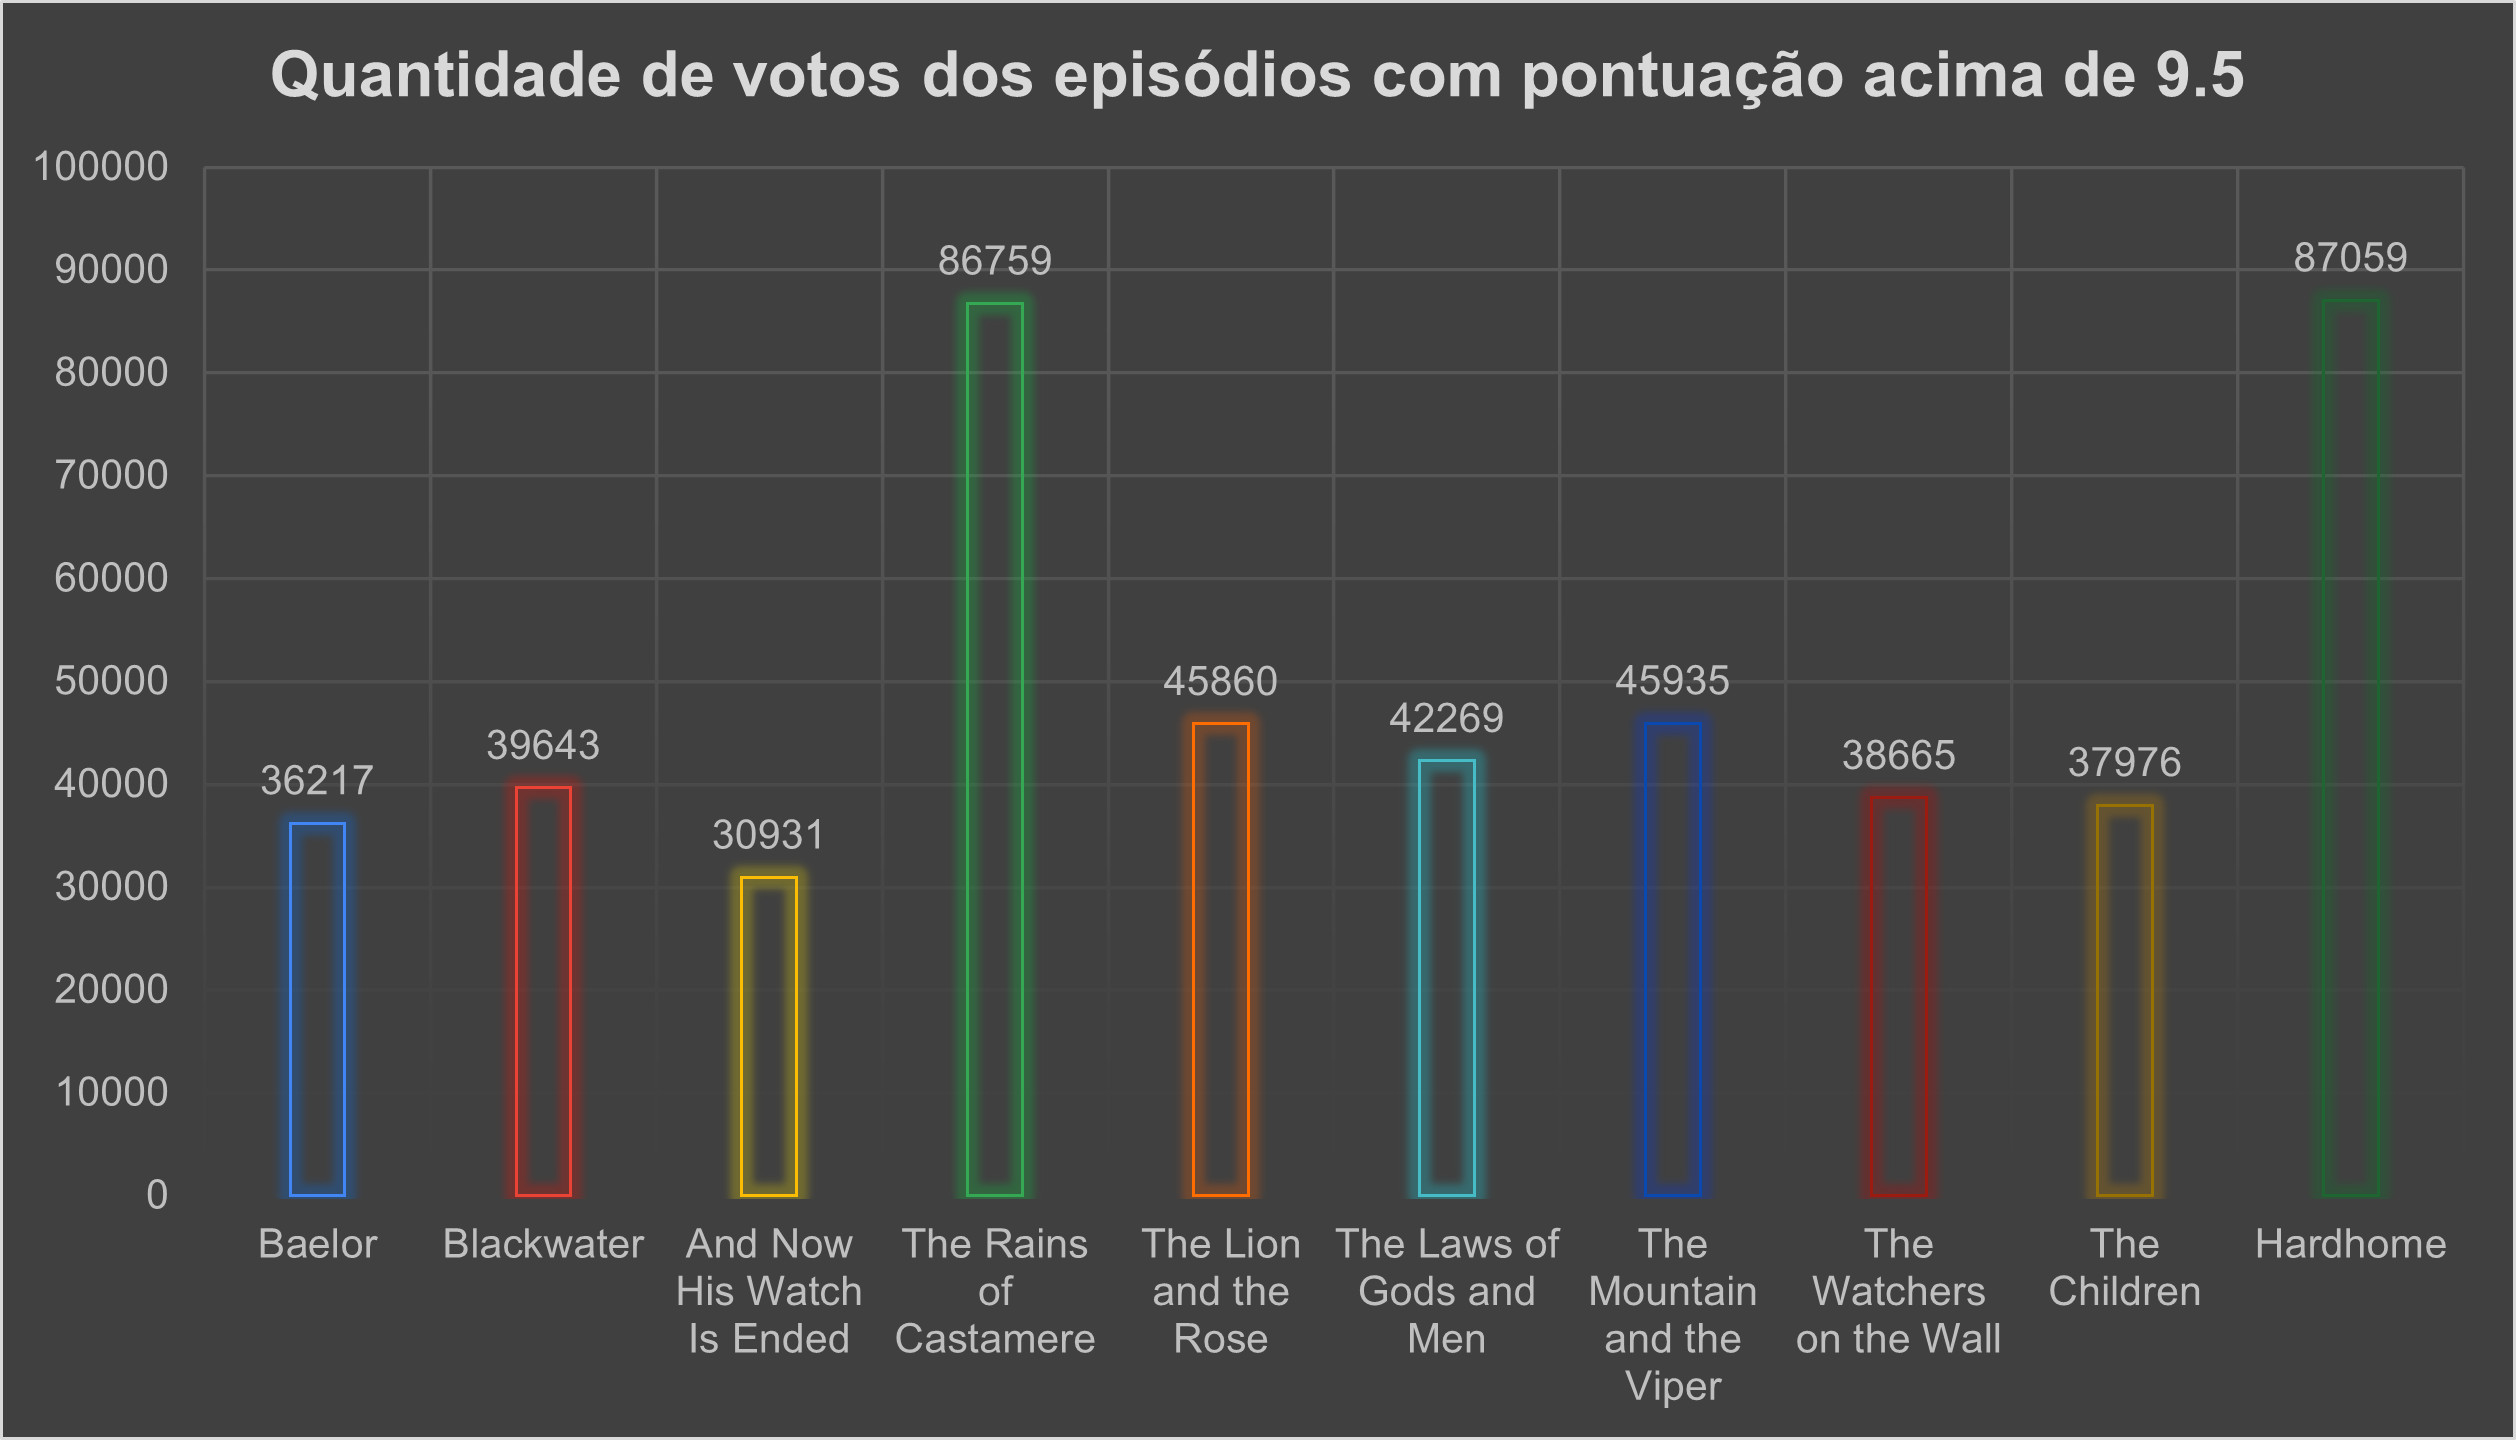 Quantidade de votos dos episódios com pontuação acima de 9.5
100000
90000
80000
70000
60000
50000
40000
30000
20000
10000
0
36217
39643
30931
86759
45860
42269
45935
38665
37976
87059
Baelor
Blackwater
And Now
His Watch
Is Ended
The Rains
of
Castamere
The Lion
and the
Rose
The Laws of
Gods and
Men
The
Mountain
and the
Viper
The
Watchers
on the Wall
The
Children
Hardhome